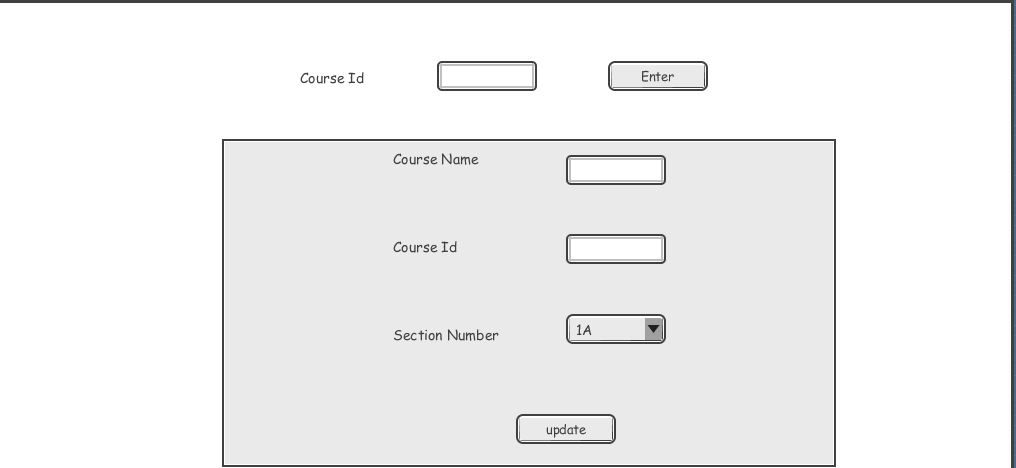 Course Id Enter
Course Name
Course Id
Section Number 1A
update